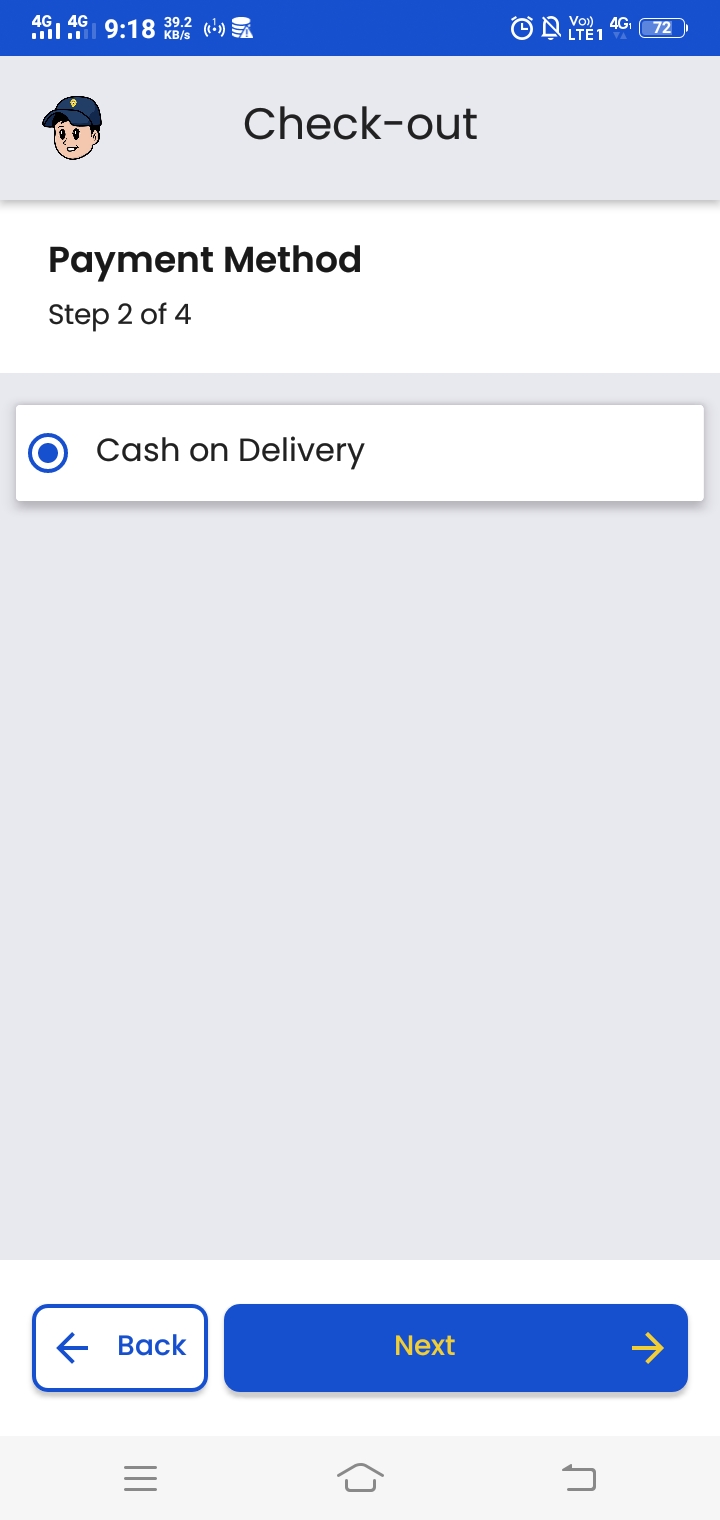 4G 4G 9:18 39.2 KB/s Vo)) LTE1 4G 72
Check-out
Payment Method
Step 2 of 4
Cash on Delivery
Back Next